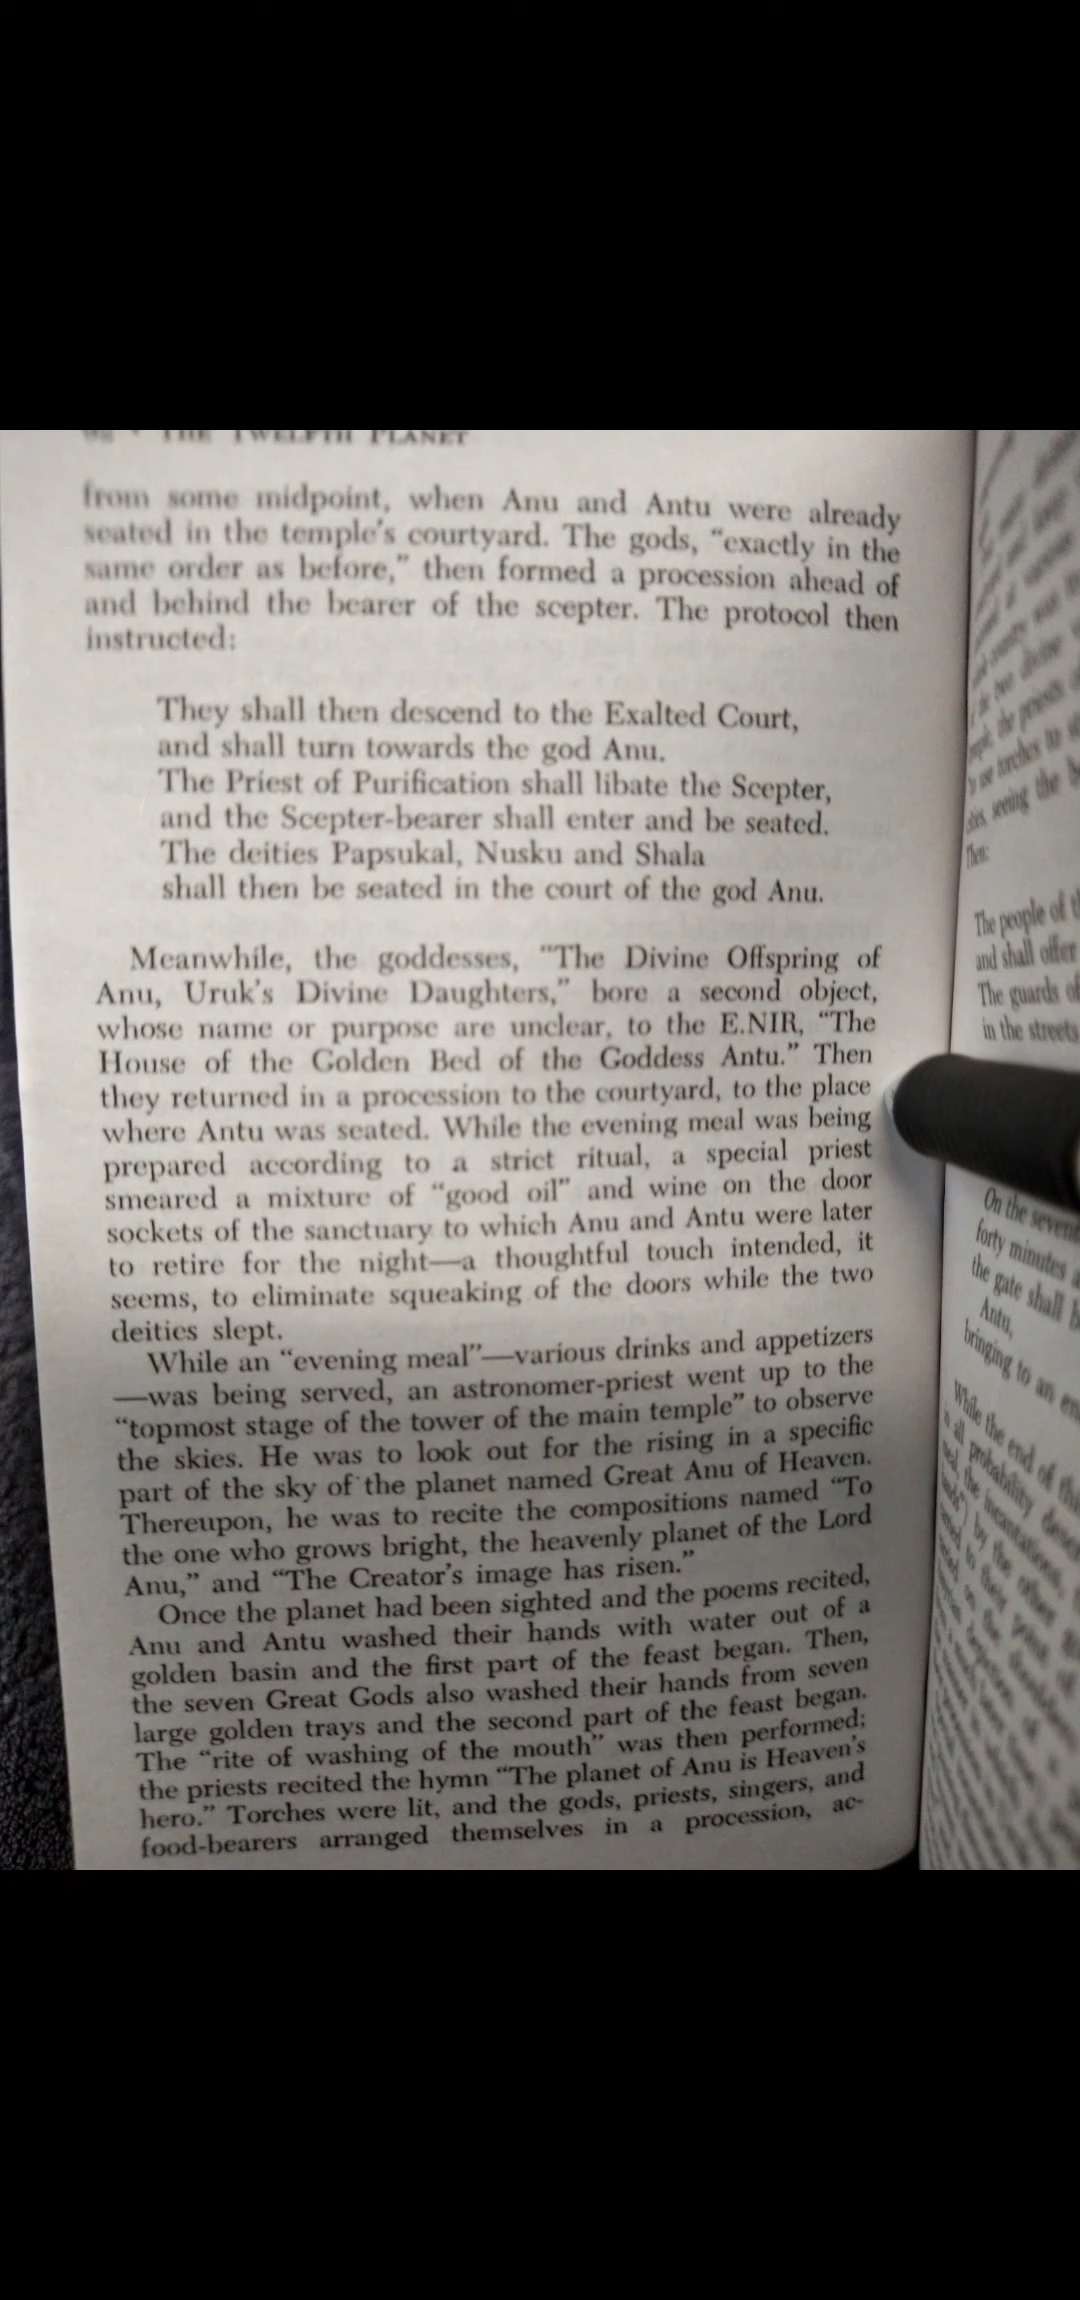 THE TWELFTH PLANET
from some midpoint, when Anu and Antu were already
seated in the temple's courtyard. The gods, "exactly in the
same order as before," then formed a procession ahead of
and behind the bearer of the scepter. The protocol then
instructed:
They shall then descend to the Exalted Court,
and shall turn towards the god Anu.
The Priest of Purification shall libate the Scepter,
and the Scepter-bearer shall enter and be seated.
The deities Papsukal, Nusku and Shala
shall then be seated in the court of the god Anu.
Meanwhile, the goddesses, "The Divine Offspring of
Anu, Uruk's Divine Daughters," bore a second object,
whose name or purpose are unclear, to the E.NIR, "The
House of the Golden Bed of the Goddess Antu." Then
they returned in a procession to the courtyard, to the place
where Antu was seated. While the evening meal was being
prepared according to a strict ritual, a special priest
smeared a mixture of "good oil" and wine on the door
sockets of the sanctuary to which Anu and Antu were later
to retire for the night—a thoughtful touch intended, it
seems, to eliminate squeaking of the doors while the two
deities slept.
While an "evening meal"—various drinks and appetizers
—was being served, an astronomer-priest went up to the
"topmost stage of the tower of the main temple" to observe
the skies. He was to look out for the rising in a specific
part of the sky of the planet named Great Anu of Heaven.
Thereupon, he was to recite the compositions named "To
the one who grows bright, the heavenly planet of the Lord
Anu," and "The Creator's image has risen."
Once the planet had been sighted and the poems recited,
Anu and Antu washed their hands with water out of a
golden basin and the first part of the feast began. Then,
the seven Great Gods also washed their hands from seven
large golden trays and the second part of the feast began.
The "rite of washing of the mouth" was then performed;
the priests recited the hymn "The planet of Anu is Heaven's
hero." Torches were lit, and the gods, priests, singers, and
food-bearers arranged themselves in a procession, ac-
seeing the
Then:
The people of
and shall offer
The guards of
in the streets
On the
forty minutes
the gate shall
Antu,
bringing to an
While the end of